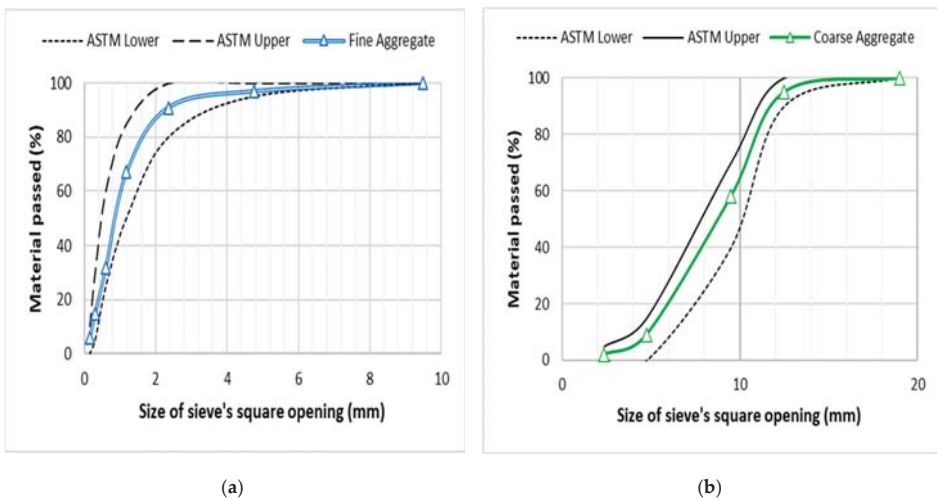 ASTM Lower ASTM Upper Fine Aggregate
100
80
60
40
20
0
Material passed (%)
0 2 4 6 8 10
Size of sieve's square opening (mm)
(a)
ASTM Lower ASTM Upper Coarse Aggregate
100
80
60
40
20
0
Material passed (%)
0 10 20
Size of sieve's square opening (mm)
(b)